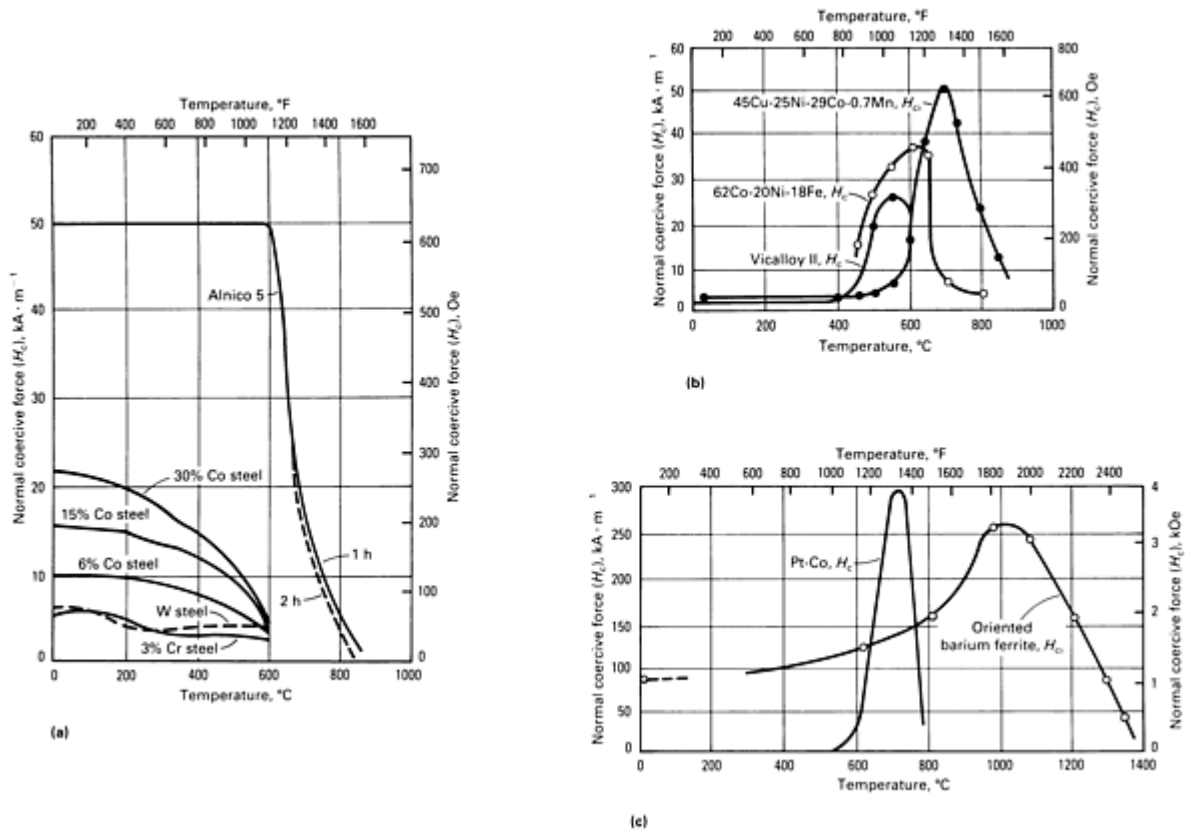 Temperature, °F
200 400 600 800 1000 1200 1400 1600
60
50
40
30
20
10
0
700
600
500
400
300
200
100
0
Normal coercive force (Hc), kA · m⁻¹
Normal coercive force (Hc), Oe
Alnico 5
30% Co steel
15% Co steel
6% Co steel
W steel
3% Cr steel
1 h
2 h
0 200 400 600 800 1000
Temperature, °C
(a)
Temperature, °F
200 400 600 800 1000 1200 1400 1600
60
50
40
30
20
10
0
800
600
400
200
0
Normal coercive force (Hc), kA · m⁻¹
Normal coercive force (Hc), Oe
45Cu-25Ni-29Co-0.7Mn, Hci
62Co-20Ni-18Fe, Hc
Vicalloy II, Hc
0 200 400 600 800 1000
Temperature, °C
(b)
Temperature, °F
200 400 600 800 1000 1200 1400 1600 1800 2000 2200 2400
300
250
200
150
100
50
0
4
3
2
1
0
Normal coercive force (Hc), kA · m⁻¹
Normal coercive force (Hc), kOe
Pt-Co, Hc
Oriented
barium ferrite, Hci
0 200 400 600 800 1000 1200 1400
Temperature, °C
(c)